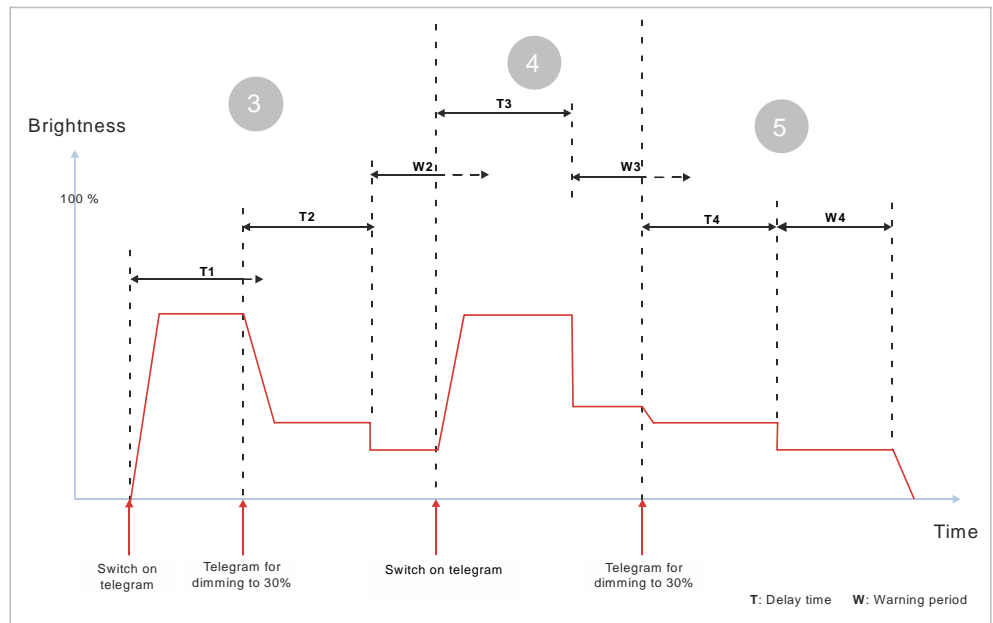 4
3
T3
5
Brightness
W2
W3
100 %
T2
T4
W4
T1
Time
Switch on
telegram
Telegram for
dimming to 30%
Switch on telegram
Telegram for
dimming to 30%
T: Delay time W: Warning period